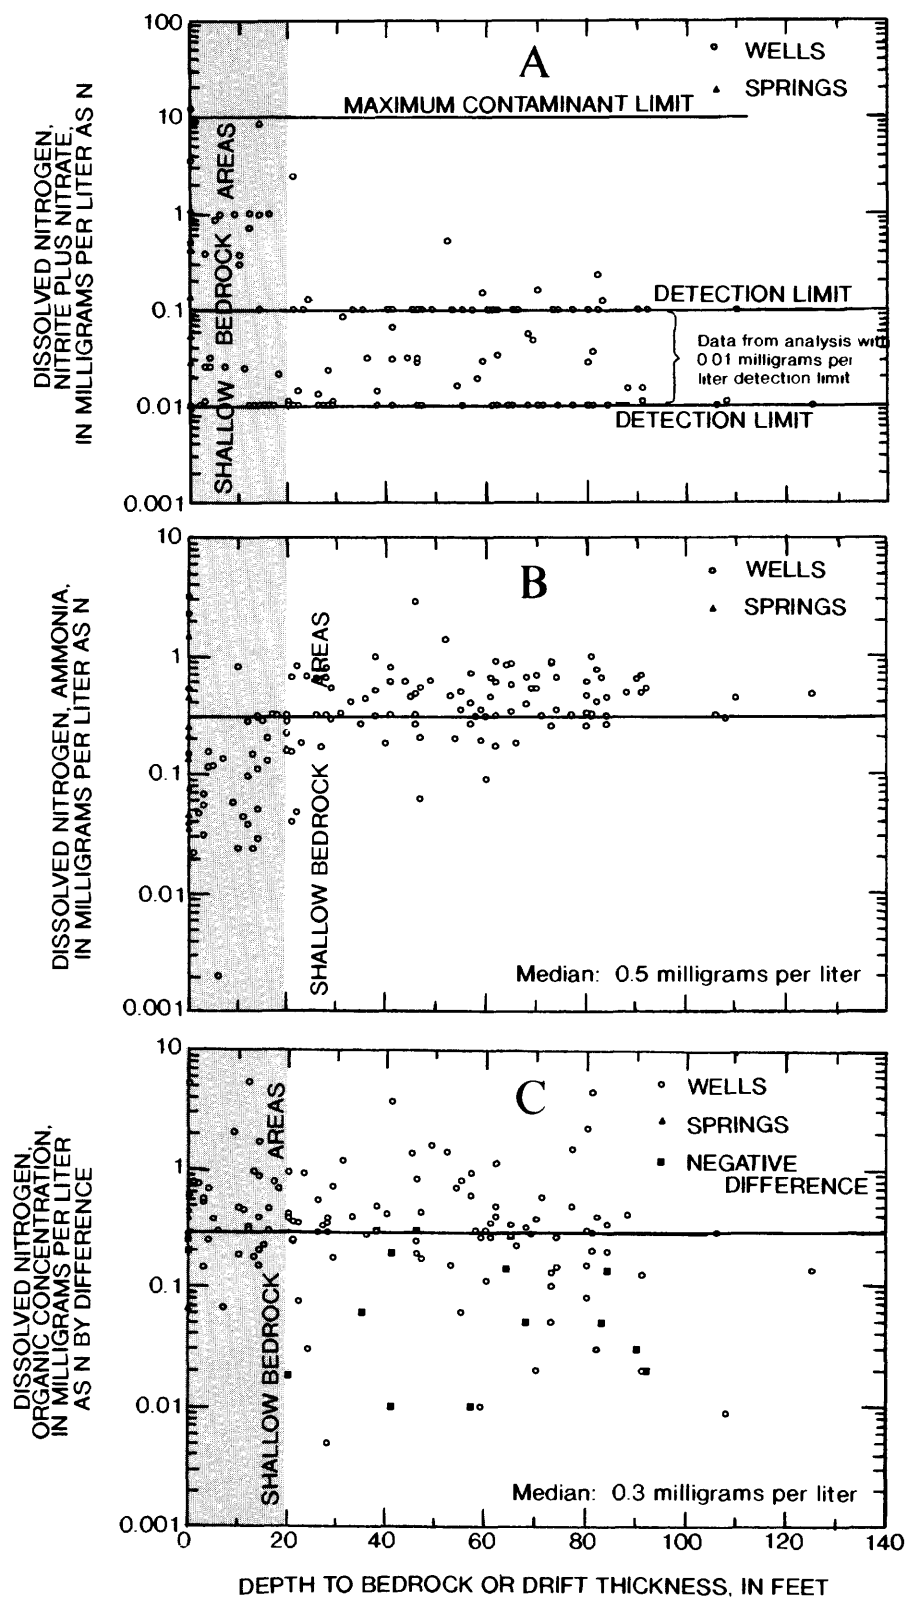 DISSOLVED NITROGEN,
NITRITE PLUS NITRATE,
IN MILLIGRAMS PER LITER AS N
100
10
1
0.1
0.01
0.001
A
WELLS
SPRINGS
MAXIMUM CONTAMINANT LIMIT
SHALLOW BEDROCK AREAS
DETECTION LIMIT
Data from analysis with
0.01 milligrams per
liter detection limit
DETECTION LIMIT
DISSOLVED NITROGEN, AMMONIA,
IN MILLIGRAMS PER LITER AS N
10
1
0.1
0.01
0.001
B
WELLS
SPRINGS
SHALLOW BEDROCK AREAS
Median: 0.5 milligrams per liter
DISSOLVED NITROGEN,
ORGANIC CONCENTRATION,
IN MILLIGRAMS PER LITER
AS N BY DIFFERENCE
10
1
0.1
0.01
0.001
C
WELLS
SPRINGS
NEGATIVE
DIFFERENCE
SHALLOW BEDROCK AREAS
Median: 0.3 milligrams per liter
0 20 40 60 80 100 120 140
DEPTH TO BEDROCK OR DRIFT THICKNESS, IN FEET